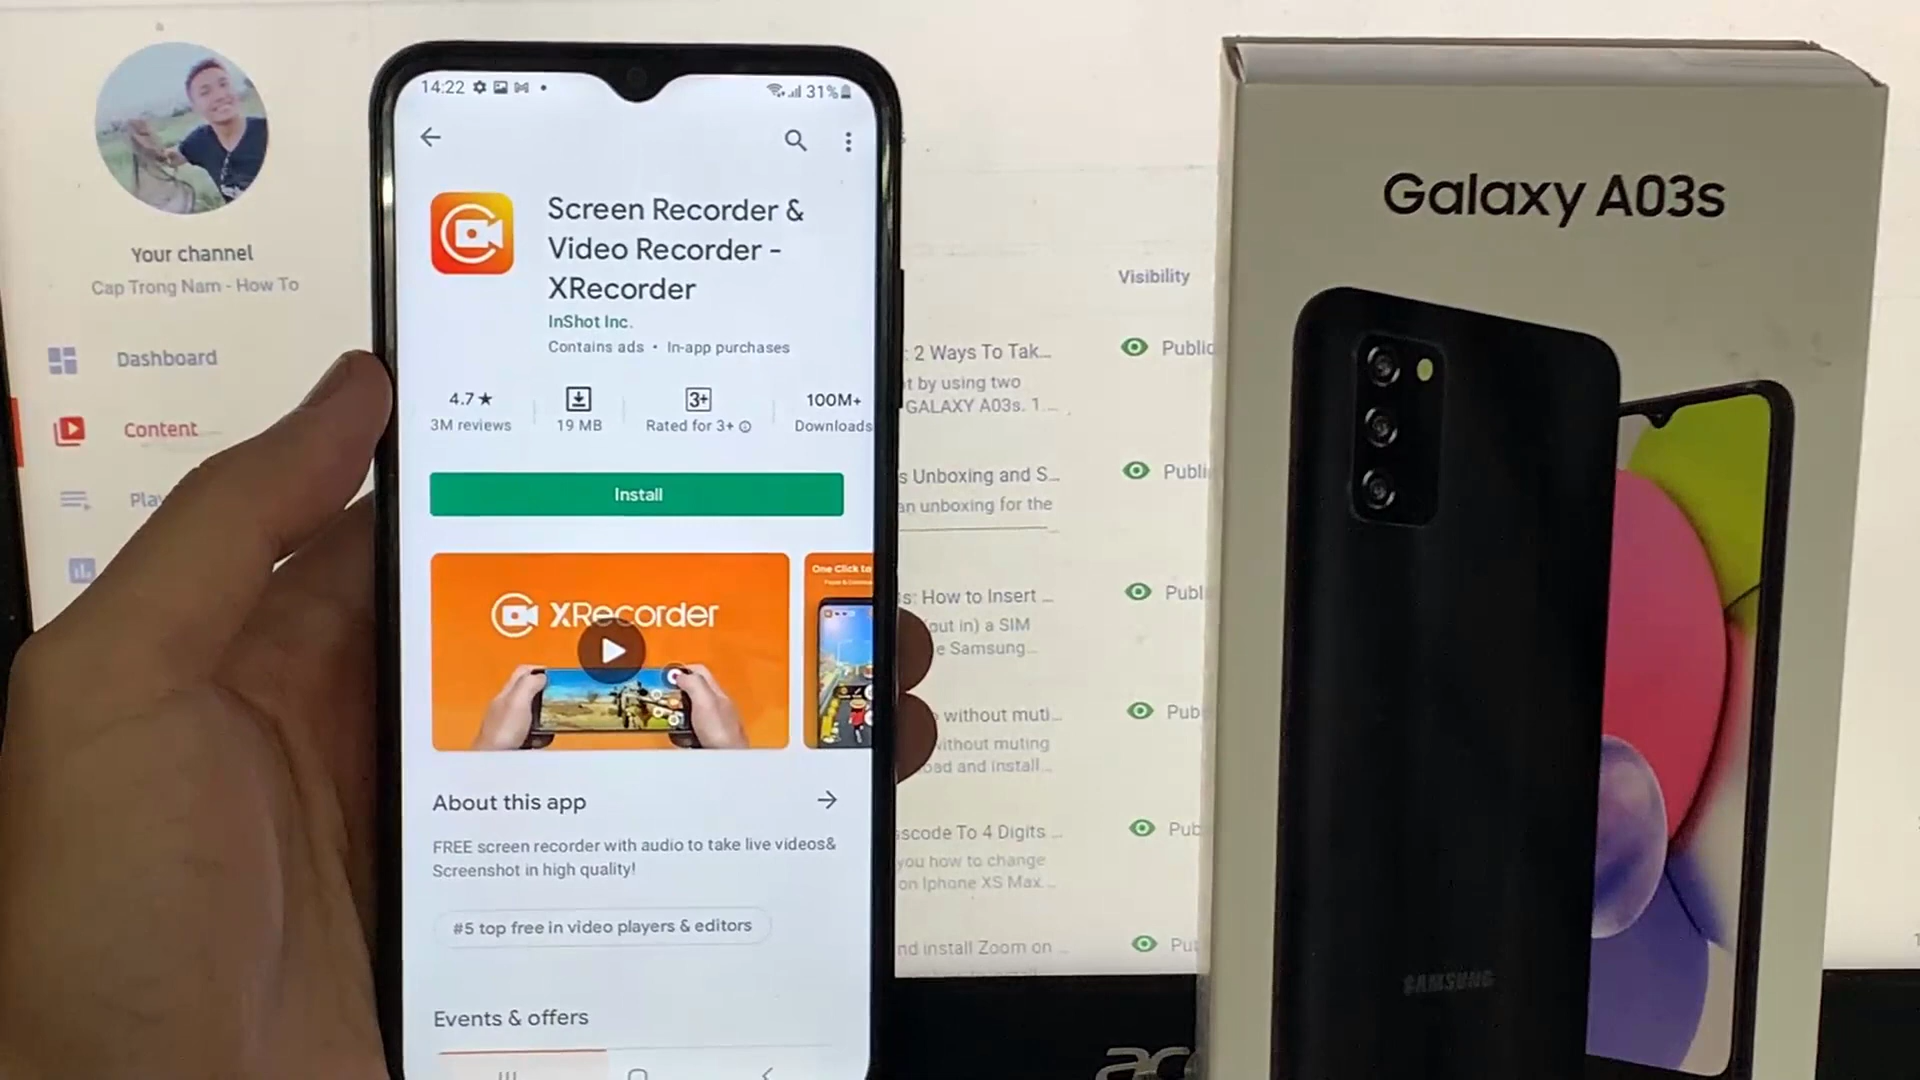 Your channel
Cap Trong Nam - How To
Dashboard
Content
14:22
31%
Screen Recorder &
Video Recorder -
XRecorder
InShot Inc.
Contains ads • In-app purchases
4.7★
3M reviews
19 MB
3+
Rated for 3+
100M+
Downloads
Install
XRecorder
One Click to
About this app
FREE screen recorder with audio to take live videos&
Screenshot in high quality!
#5 top free in video players & editors
Events & offers
Visibility
: 2 Ways To Tak...
t by using two
GALAXY A03s. 1....
Public
s Unboxing and S...
an unboxing for the
Publi
s: How to Insert ...
out in) a SIM
e Samsung...
Publ
without muti...
without muting
oad and install...
Pub
ascode To 4 Digits ...
you how to change
on Iphone XS Max...
Pub
nd install Zoom on ...
Pu
Galaxy A03s
SAMSUNG